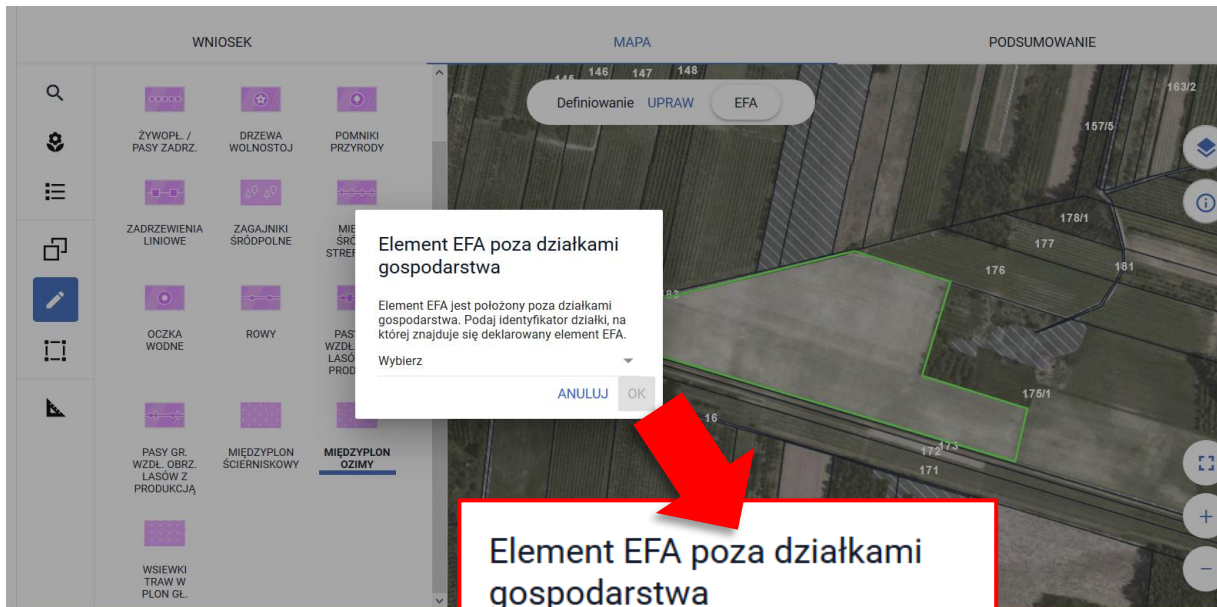 WNIOSEK
MAPA
PODSUMOWANIE
Definiowanie UPRAW EFA
ŻYWOPŁ. /
PASY ZADRZ.
DRZEWA
WOLNOSTOJ
POMNIKI
PRZYRODY
ZADRZEWIENIA
LINIOWE
ZAGAJNIKI
ŚRÓDPOLNE
OCZKA
WODNE
ROWY
PASY GR.
WZDŁ. OBRZ.
LASÓW Z
PRODUKCJĄ
MIĘDZYPLON
ŚCIERNISKOWY
MIĘDZYPLON
OZIMY
WSIEWKI
TRAW W
PLON GŁ.
Element EFA poza działkami
gospodarstwa
Element EFA jest położony poza działkami
gospodarstwa. Podaj identyfikator działki, na
której znajduje się deklarowany element EFA.
Wybierz
ANULUJ OK
146
147
148
163/2
157/5
178/1
177
176
181
175/1
16
173
172
171
Element EFA poza działkami
gospodarstwa